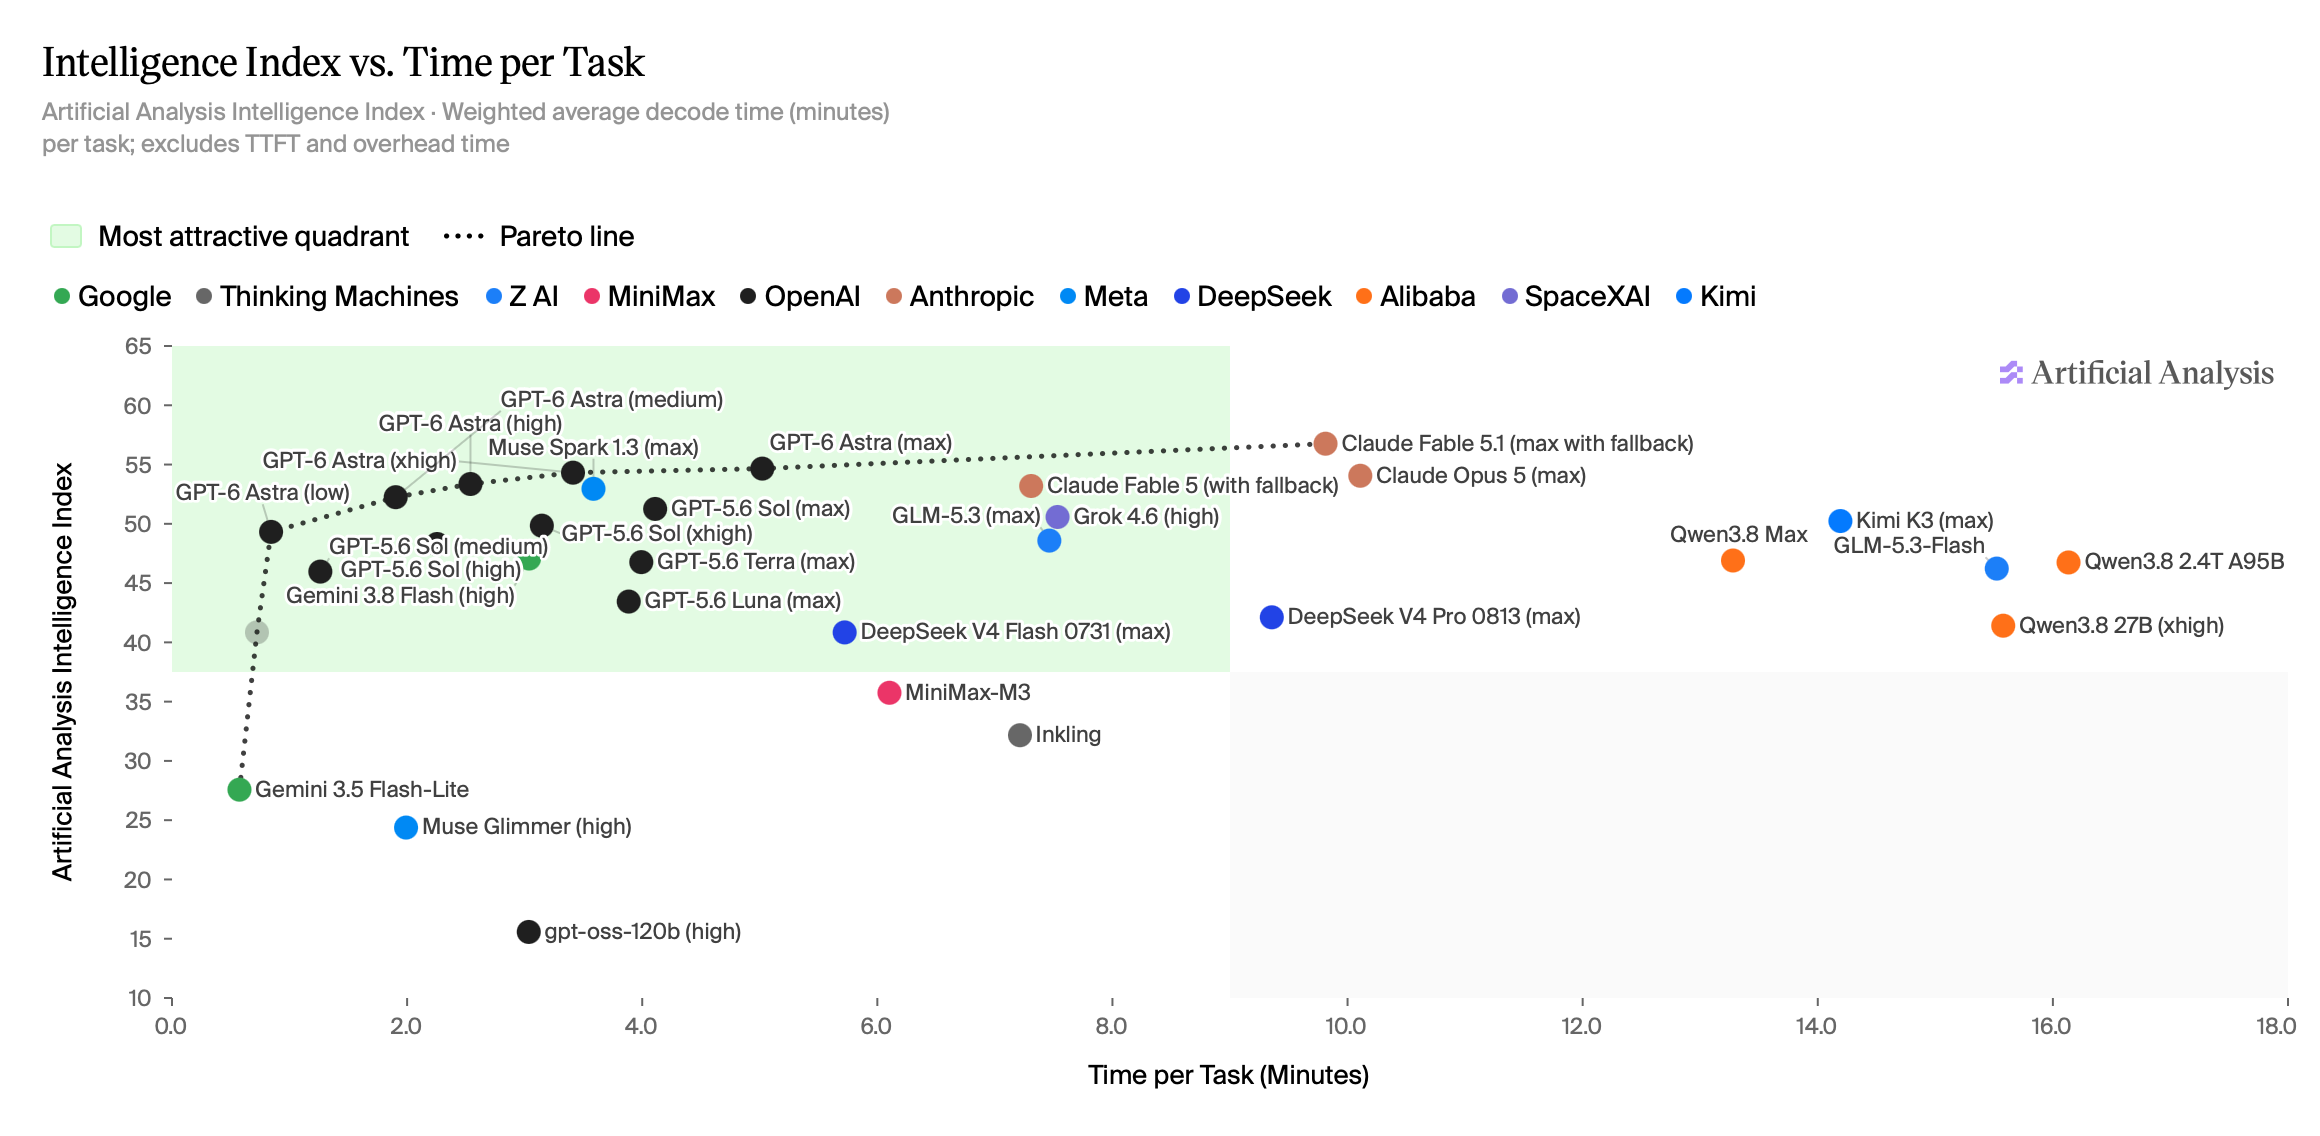 Intelligence Index vs. Time per Task
Artificial Analysis Intelligence Index · Weighted average decode time (minutes)
per task; excludes TTFT and overhead time
Most attractive quadrant
Pareto line
Google
Thinking Machines
Z AI
MiniMax
OpenAI
Anthropic
Meta
DeepSeek
Alibaba
SpaceXAI
Kimi
Artificial Analysis
Artificial Analysis Intelligence Index
65
60
55
50
45
40
35
30
25
20
15
10
GPT-6 Astra (medium)
GPT-6 Astra (high)
Muse Spark 1.3 (max)
GPT-6 Astra (max)
Claude Fable 5.1 (max with fallback)
GPT-6 Astra (xhigh)
Claude Opus 5 (max)
GPT-6 Astra (low)
Claude Fable 5 (with fallback)
GPT-5.6 Sol (max)
GLM-5.3 (max)
Grok 4.6 (high)
Kimi K3 (max)
GPT-5.6 Sol (xhigh)
Qwen3.8 Max
GPT-5.6 Sol (medium)
GLM-5.3-Flash
GPT-5.6 Terra (max)
Qwen3.8 2.4T A95B
GPT-5.6 Sol (high)
Gemini 3.8 Flash (high)
GPT-5.6 Luna (max)
DeepSeek V4 Pro 0813 (max)
Qwen3.8 27B (xhigh)
DeepSeek V4 Flash 0731 (max)
MiniMax-M3
Inkling
Gemini 3.5 Flash-Lite
Muse Glimmer (high)
gpt-oss-120b (high)
0.0
2.0
4.0
6.0
8.0
10.0
12.0
14.0
16.0
18.0
Time per Task (Minutes)